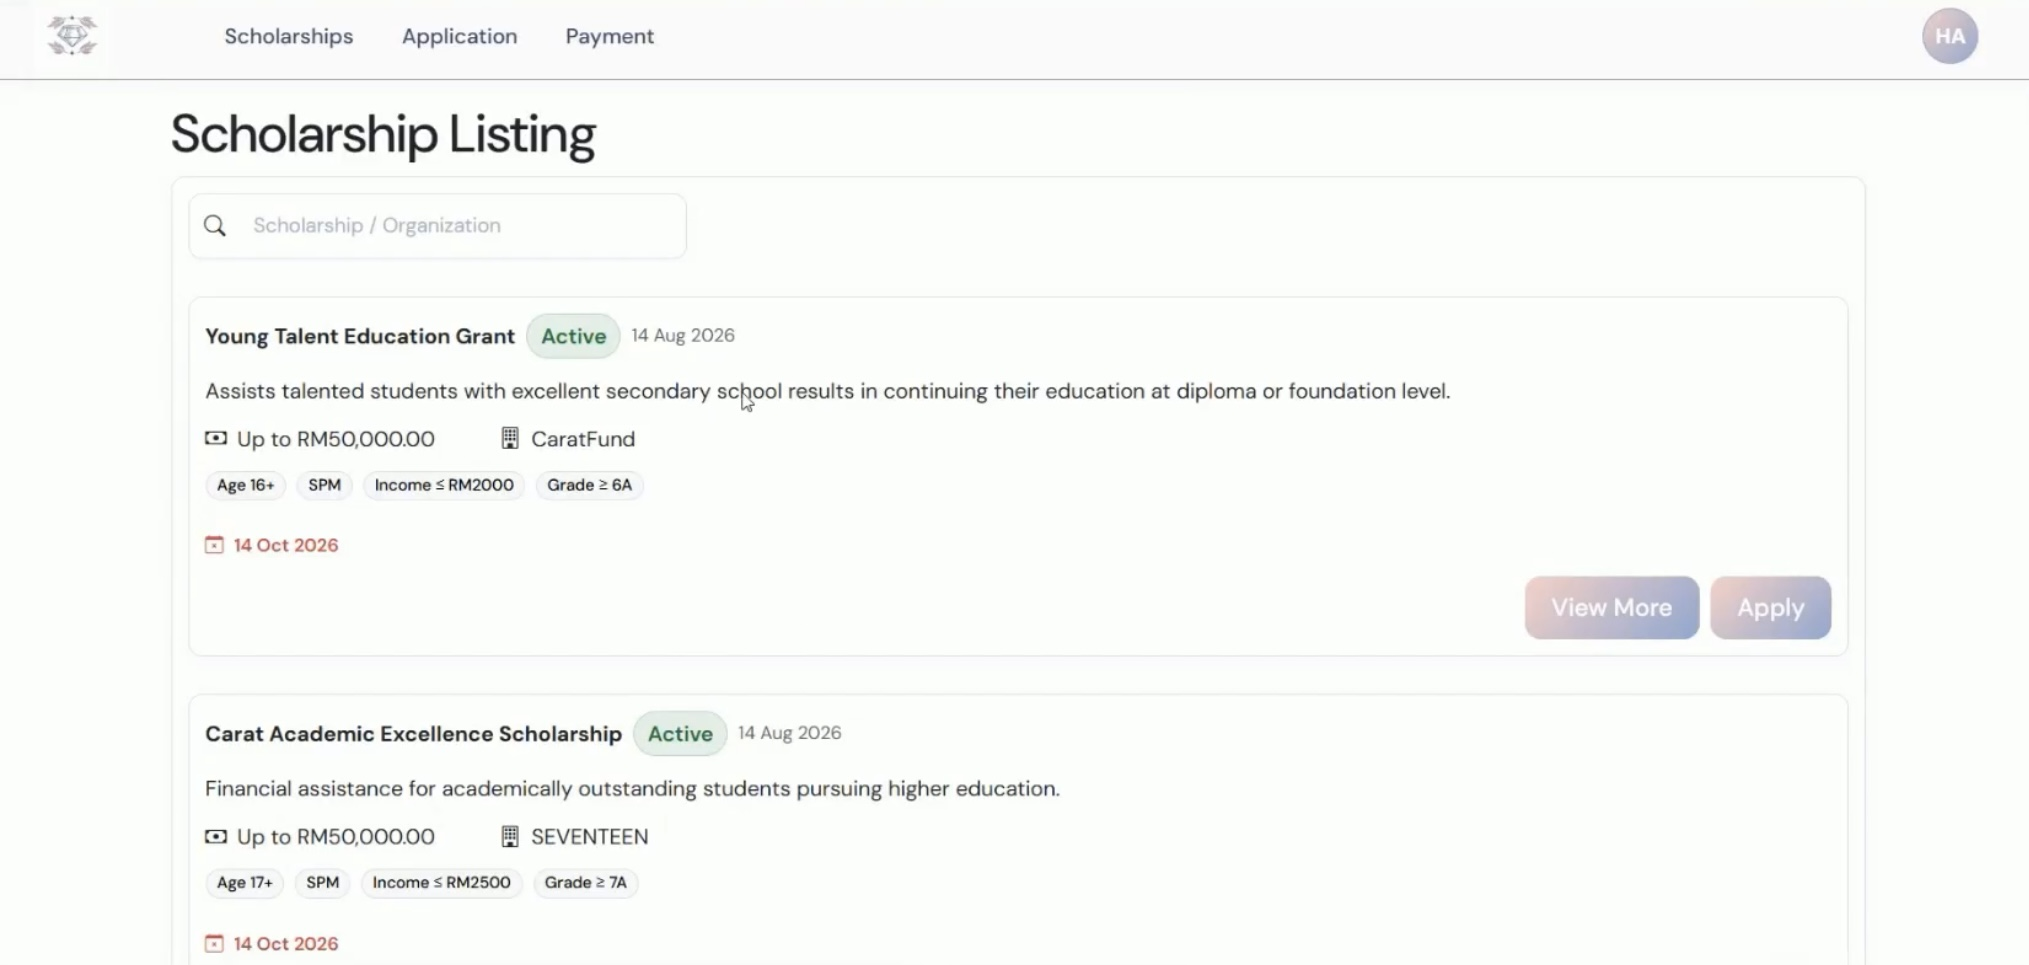 Scholarships Application Payment HA
Scholarship Listing
Scholarship / Organization
Young Talent Education Grant Active 14 Aug 2026
Assists talented students with excellent secondary school results in continuing their education at diploma or foundation level.
Up to RM50,000.00 CaratFund
Age 16+ SPM Income ≤ RM2000 Grade ≥ 6A
14 Oct 2026
View More Apply
Carat Academic Excellence Scholarship Active 14 Aug 2026
Financial assistance for academically outstanding students pursuing higher education.
Up to RM50,000.00 SEVENTEEN
Age 17+ SPM Income ≤ RM2500 Grade ≥ 7A
14 Oct 2026